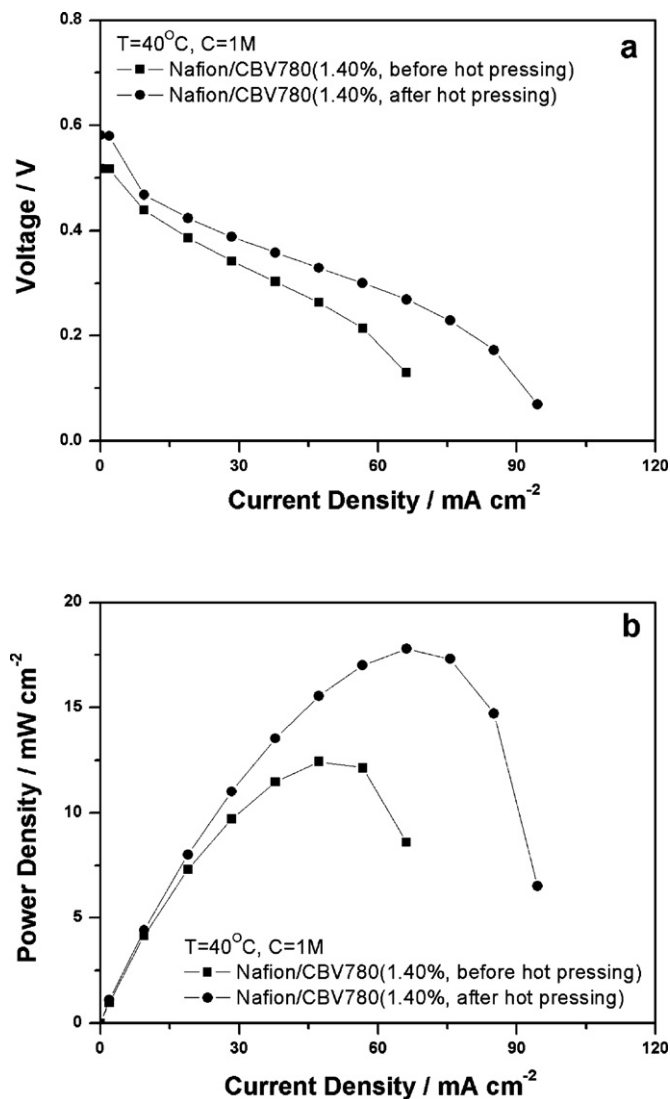 a
T=40°C, C=1M
Nafion/CBV780(1.40%, before hot pressing)
Nafion/CBV780(1.40%, after hot pressing)
0.8
0.6
0.4
0.2
0.0
Voltage / V
0
30
60
90
120
Current Density / mA cm⁻²
b
20
15
10
5
0
Power Density / mW cm⁻²
T=40°C, C=1M
Nafion/CBV780(1.40%, before hot pressing)
Nafion/CBV780(1.40%, after hot pressing)
0
30
60
90
120
Current Density / mA cm⁻²